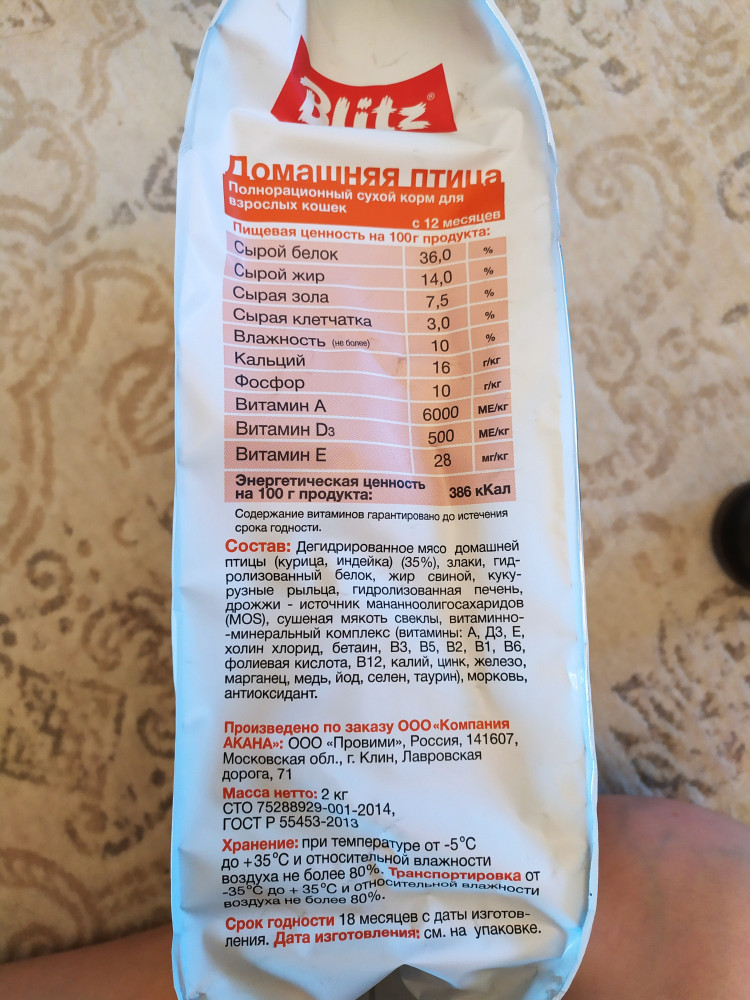 Blitz®
Домашняя птица
Полнорационный сухой корм для
взрослых кошек
с 12 месяцев
Пищевая ценность на 100г продукта:
Сырой белок 36,0 %
Сырой жир 14,0 %
Сырая зола 7,5 %
Сырая клетчатка 3,0 %
Влажность (не более) 10 %
Кальций 16 г/кг
Фосфор 10 г/кг
Витамин А 6000 МЕ/кг
Витамин D3 500 МЕ/кг
Витамин Е 28 мг/кг
Энергетическая ценность
на 100 г продукта: 386 кКал
Содержание витаминов гарантировано до истечения
срока годности.
Состав: Дегидрированное мясо домашней
птицы (курица, индейка) (35%), злаки, гид-
ролизованный белок, жир свиной, куку-
рузные рыльца, гидролизованная печень,
дрожжи - источник мананноолигосахаридов
(MOS), сушеная мякоть свеклы, витаминно-
-минеральный комплекс (витамины: А, Д3, Е,
холин хлорид, бетаин, В3, В5, В2, В1, В6,
фолиевая кислота, В12, калий, цинк, железо,
марганец, медь, йод, селен, таурин), морковь,
антиоксидант.
Произведено по заказу ООО «Компания
АКАНА»: ООО «Провими», Россия, 141607,
Московская обл., г. Клин, Лавровская
дорога, 71
Масса нетто: 2 кг
СТО 75288929-001-2014,
ГОСТ Р 55453-2013
Хранение: при температуре от -5°С
до +35°С и относительной влажности
воздуха не более 80%. Транспортировка от
-35°С до + 35°С и относительной влажности
воздуха не более 80%.
Срок годности 18 месяцев с даты изготов-
ления. Дата изготовления: см. на упаковке.